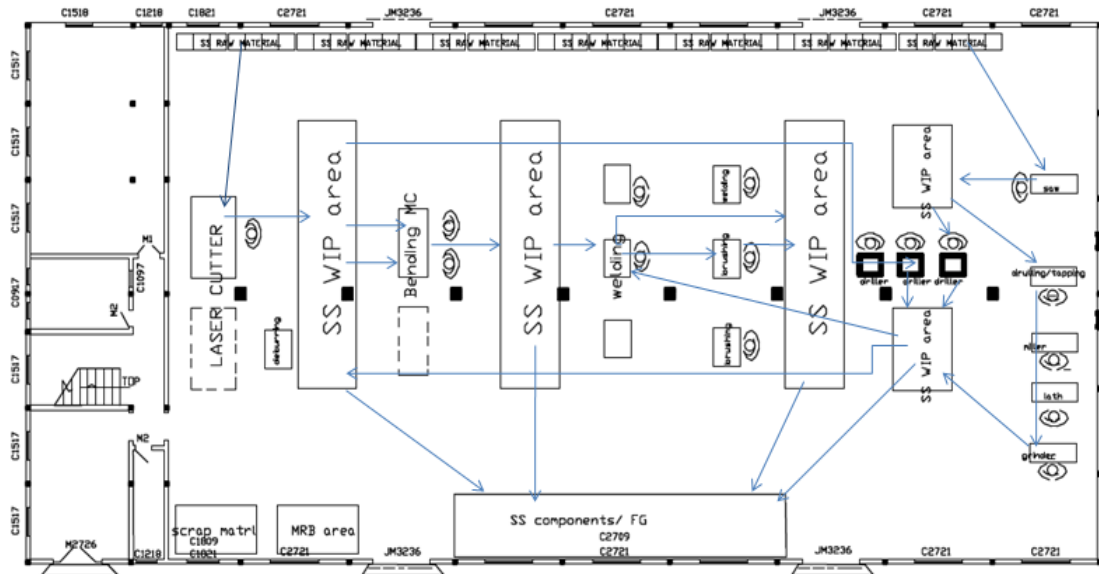 C1518
C1218
C1821
C2721
JM3236
C2721
JM3236
C2721
C2721
SS RAW MATERIAL
SS RAW MATERIAL
SS RAW MATERIAL
SS RAW MATERIAL
SS RAW MATERIAL
SS RAW MATERIAL
SS RAW MATERIAL
C1517
C1517
C1517
C0917
C1517
C1517
C1517
M1
C1097
M2
TOP
M2
LASER CUTTER
deburring
SS WIP area
Bending MC
SS WIP area
welding
welding
brushing
brushing
SS WIP area
SS WIP area
saw
driller
driller
driller
SS WIP area
drulling/tapping
miller
lath
grinder
scrap matrl
MRB area
SS components/ FG
C2709
M2726
C1218
C1809
C1821
C2721
JM3236
C2721
JM3236
C2721
C2721